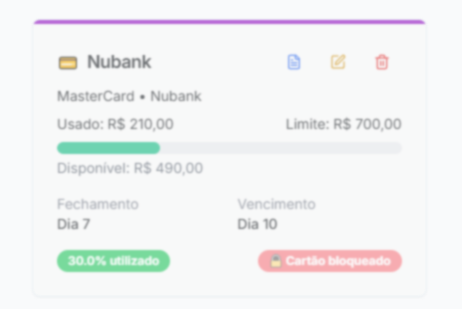 Nubank
MasterCard • Nubank
Usado: R$ 210,00 Limite: R$ 700,00
Disponível: R$ 490,00
Fechamento Vencimento
Dia 7 Dia 10
30.0% utilizado Cartão bloqueado